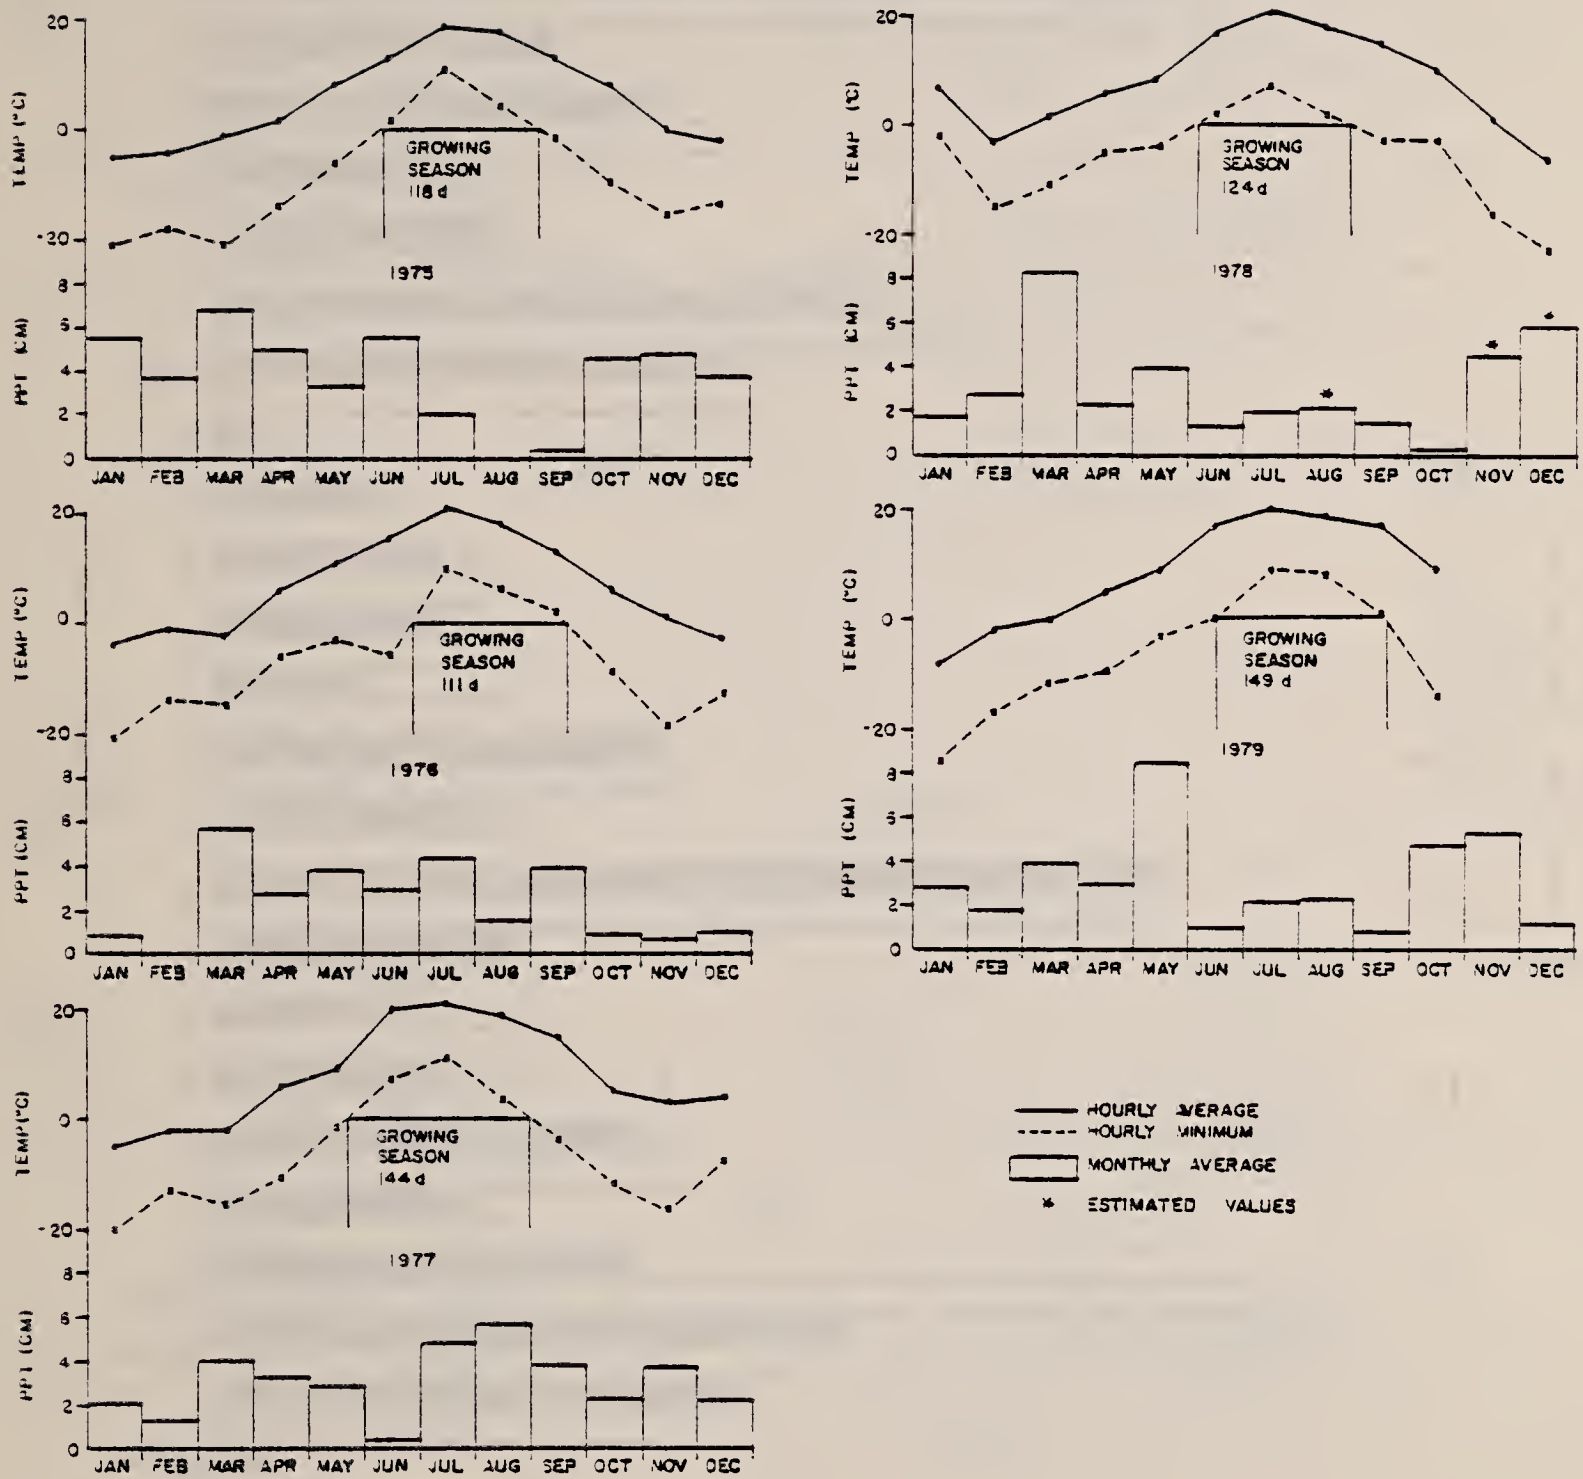 20
TEMP (°C)
0
-20
GROWING
SEASON
118 d
1975
8
6
4
2
0
PPT (CM)
JAN FEB MAR APR MAY JUN JUL AUG SEP OCT NOV DEC
20
TEMP (°C)
0
-20
GROWING
SEASON
124 d
1978
8
6
4
2
0
PPT (CM)
* * *
JAN FEB MAR APR MAY JUN JUL AUG SEP OCT NOV DEC
20
TEMP (°C)
0
-20
GROWING
SEASON
111 d
1976
8
6
4
2
0
PPT (CM)
JAN FEB MAR APR MAY JUN JUL AUG SEP OCT NOV DEC
20
TEMP (°C)
0
-20
GROWING
SEASON
149 d
1979
8
6
4
2
0
PPT (CM)
JAN FEB MAR APR MAY JUN JUL AUG SEP OCT NOV DEC
20
TEMP (°C)
0
-20
GROWING
SEASON
144 d
1977
8
6
4
2
0
PPT (CM)
JAN FEB MAR APR MAY JUN JUL AUG SEP OCT NOV DEC
HOURLY AVERAGE
HOURLY MINIMUM
MONTHLY AVERAGE
* ESTIMATED VALUES